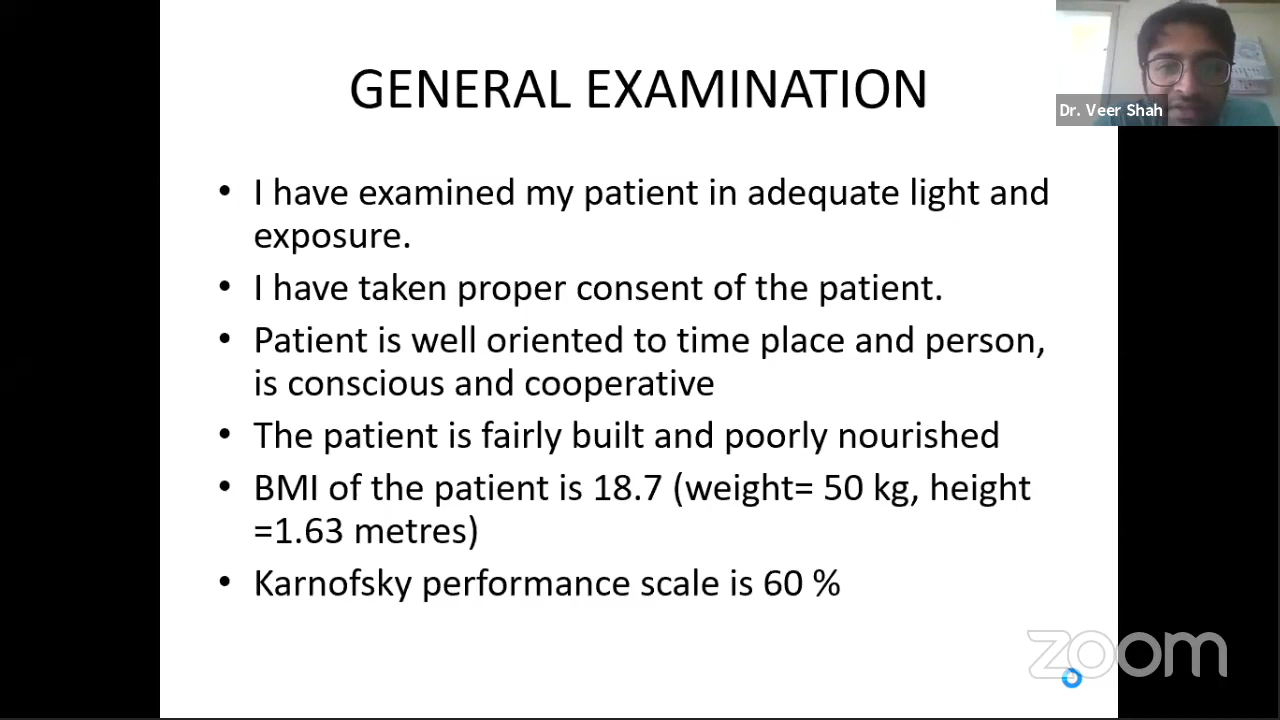 GENERAL EXAMINATION
Dr. Veer Shah
• I have examined my patient in adequate light and
exposure.
• I have taken proper consent of the patient.
• Patient is well oriented to time place and person,
is conscious and cooperative
• The patient is fairly built and poorly nourished
• BMI of the patient is 18.7 (weight= 50 kg, height
=1.63 metres)
• Karnofsky performance scale is 60 %
zoom